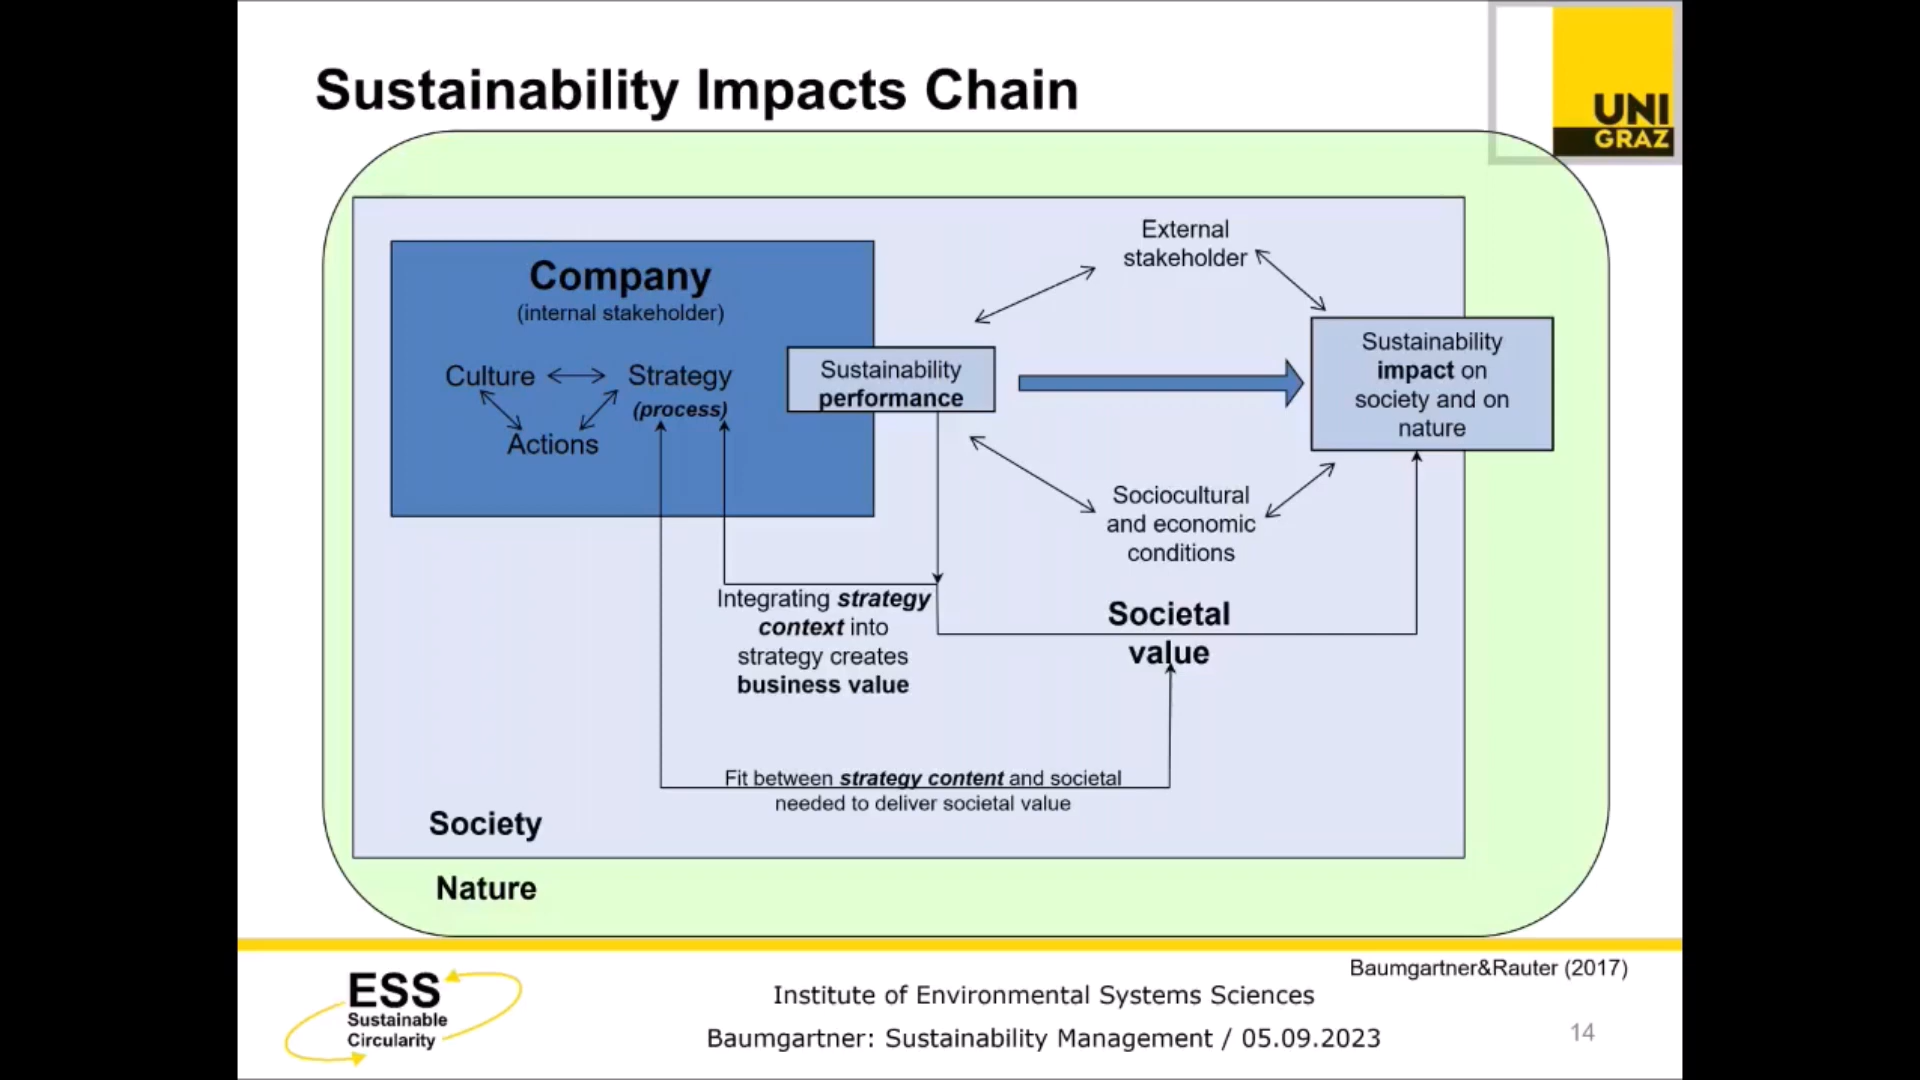 Sustainability Impacts Chain
UNI
GRAZ
External
stakeholder
Company
(internal stakeholder)
Culture
Strategy
(process)
Actions
Sustainability
performance
Sustainability
impact on
society and on
nature
Sociocultural
and economic
conditions
Integrating strategy
context into
strategy creates
business value
Societal
value
Fit between strategy content and societal
needed to deliver societal value
Society
Nature
Baumgartner&Rauter (2017)
ESS
Sustainable
Circularity
Institute of Environmental Systems Sciences
Baumgartner: Sustainability Management / 05.09.2023
14